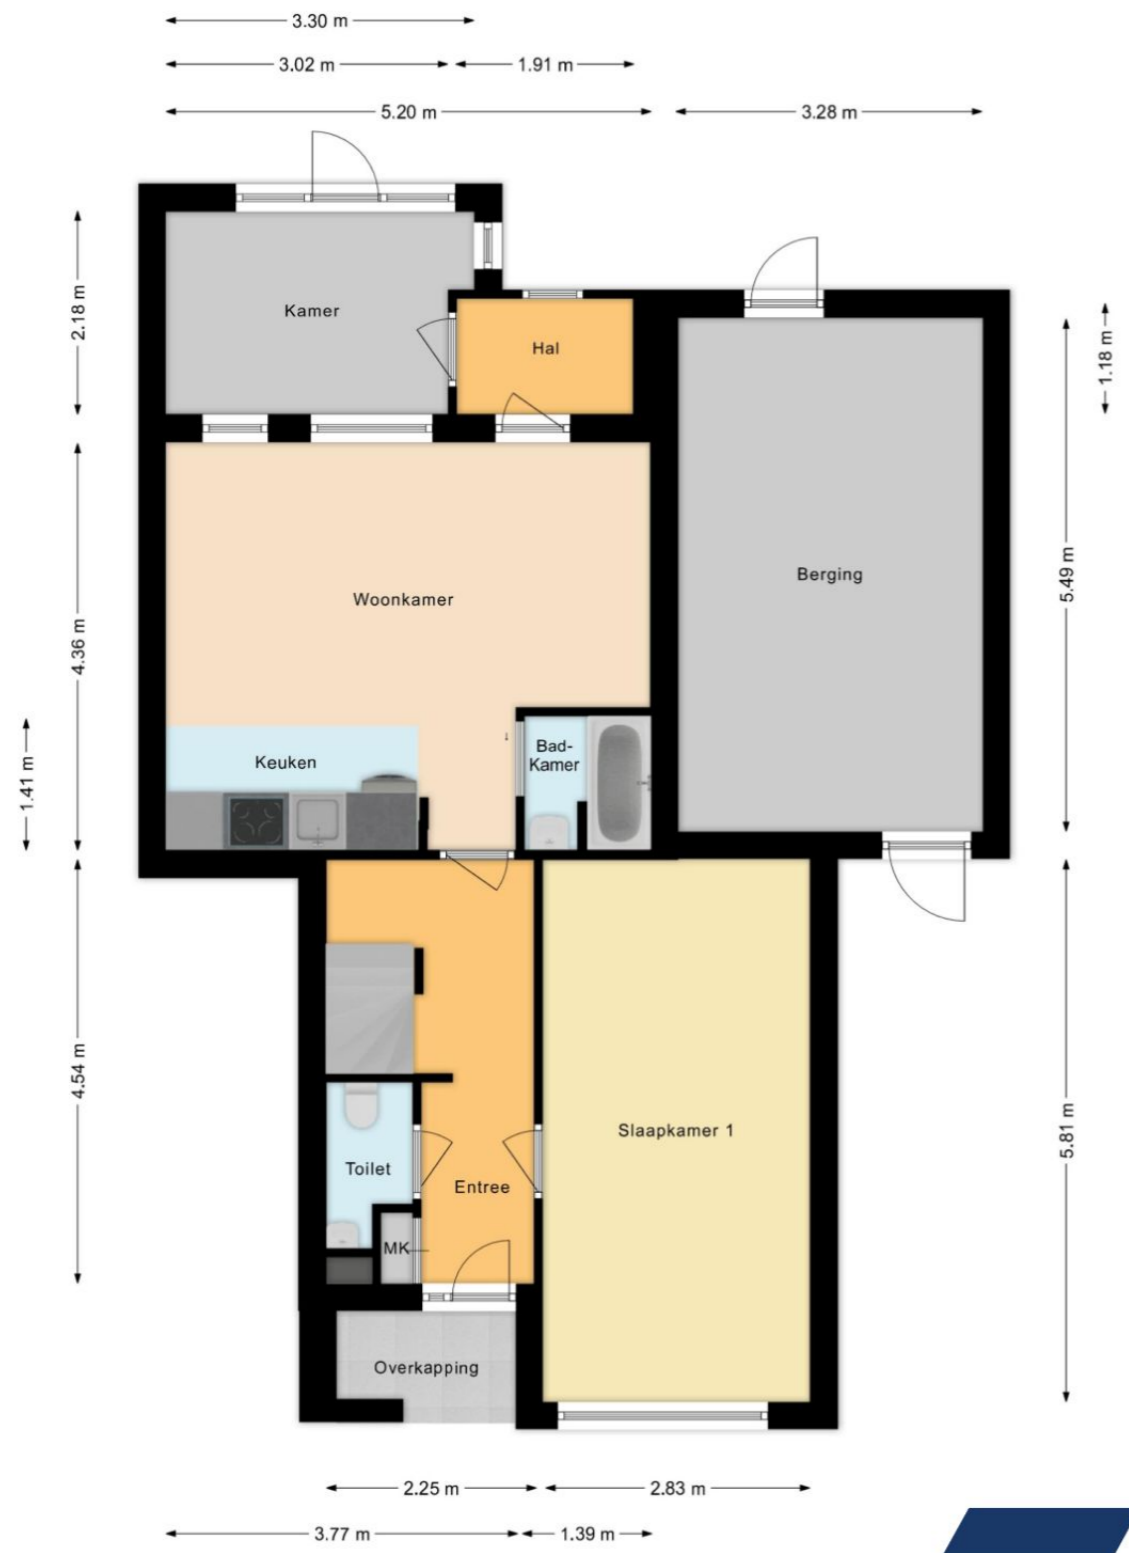 3.30 m
3.02 m
1.91 m
5.20 m
3.28 m
2.18 m
Kamer
Hal
1.18 m
4.36 m
Woonkamer
Berging
5.49 m
1.41 m
Keuken
Bad-
Kamer
4.54 m
Slaapkamer 1
5.81 m
Toilet
Entree
MK
Overkapping
2.25 m
2.83 m
3.77 m
1.39 m